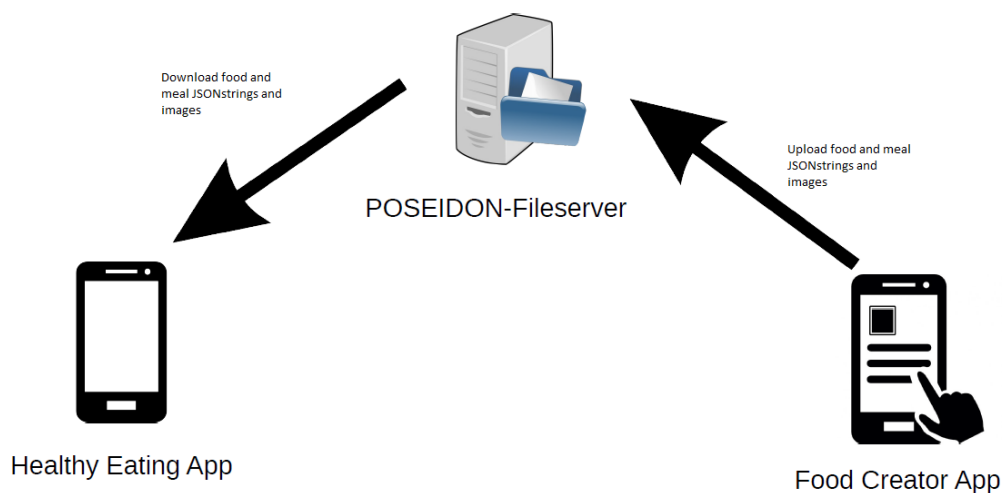 Download food and
meal JSONstrings and
images
Upload food and meal
JSONstrings and
images
POSEIDON-Fileserver
Healthy Eating App
Food Creator App